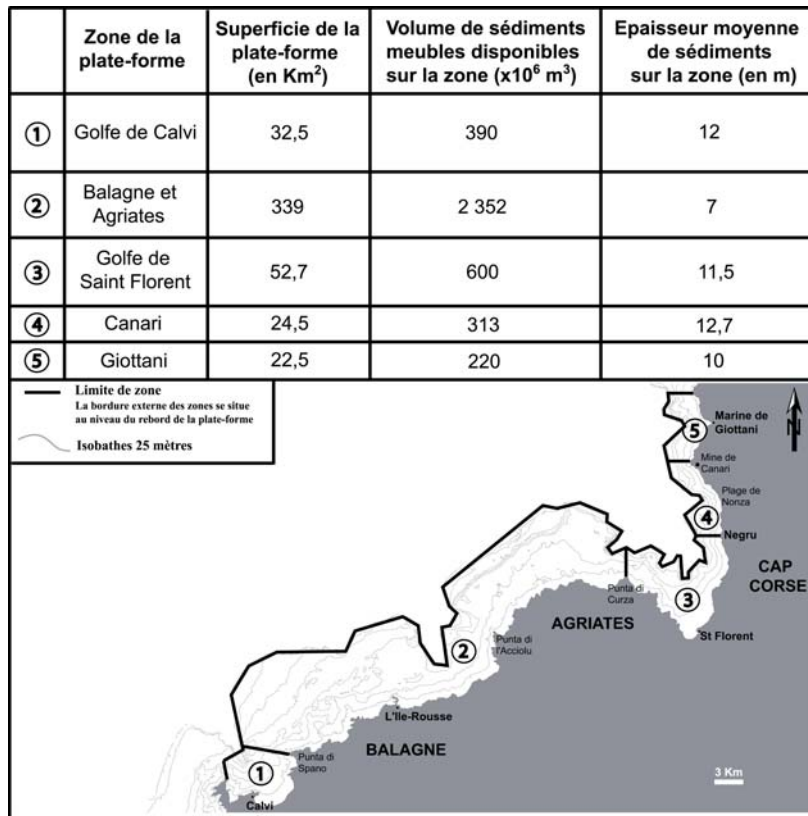 Zone de la
plate-forme
Superficie de la
plate-forme
(en Km²)
Volume de sédiments
meubles disponibles
sur la zone (x10⁶ m³)
Epaisseur moyenne
de sédiments
sur la zone (en m)
① Golfe de Calvi 32,5 390 12
② Balagne et
Agriates 339 2 352 7
③ Golfe de
Saint Florent 52,7 600 11,5
④ Canari 24,5 313 12,7
⑤ Giottani 22,5 220 10
Limite de zone
La bordure externe des zones se situe
au niveau du rebord de la plate-forme
Isobathes 25 mètres
N
⑤
Marine de
Giottani
Mine de
Canari
Plage de
Nonza
④
Negru
CAP
CORSE
Punta di
Curza
③
AGRIATES
St Florent
②
Punta di
l'Acciolu
L'Ile-Rousse
BALAGNE
Punta di
Spano
①
Calvi
3 Km